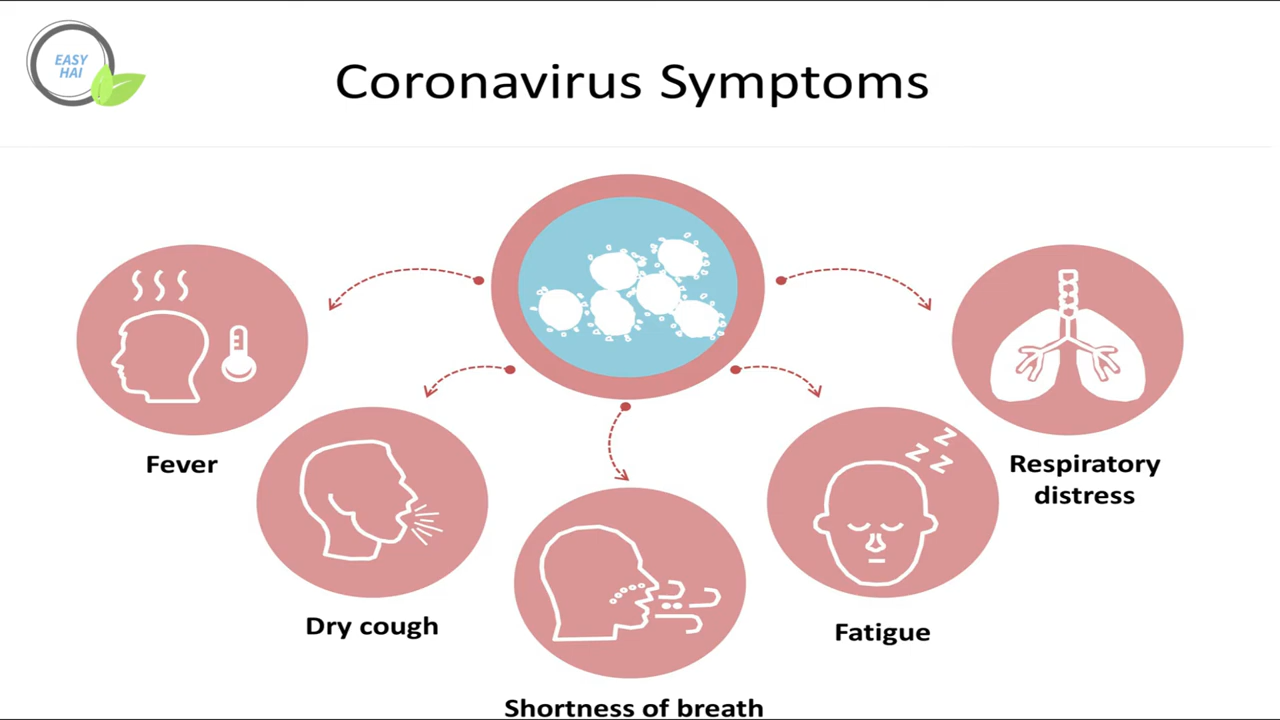 EASY
HAI
Coronavirus Symptoms
Fever
Dry cough
Shortness of breath
Z
Z
Z
Fatigue
Respiratory
distress